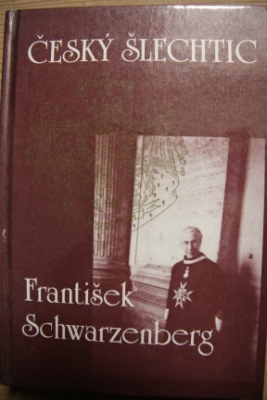 ČESKÝ ŠLECHTIC
František
Schwarzenberg